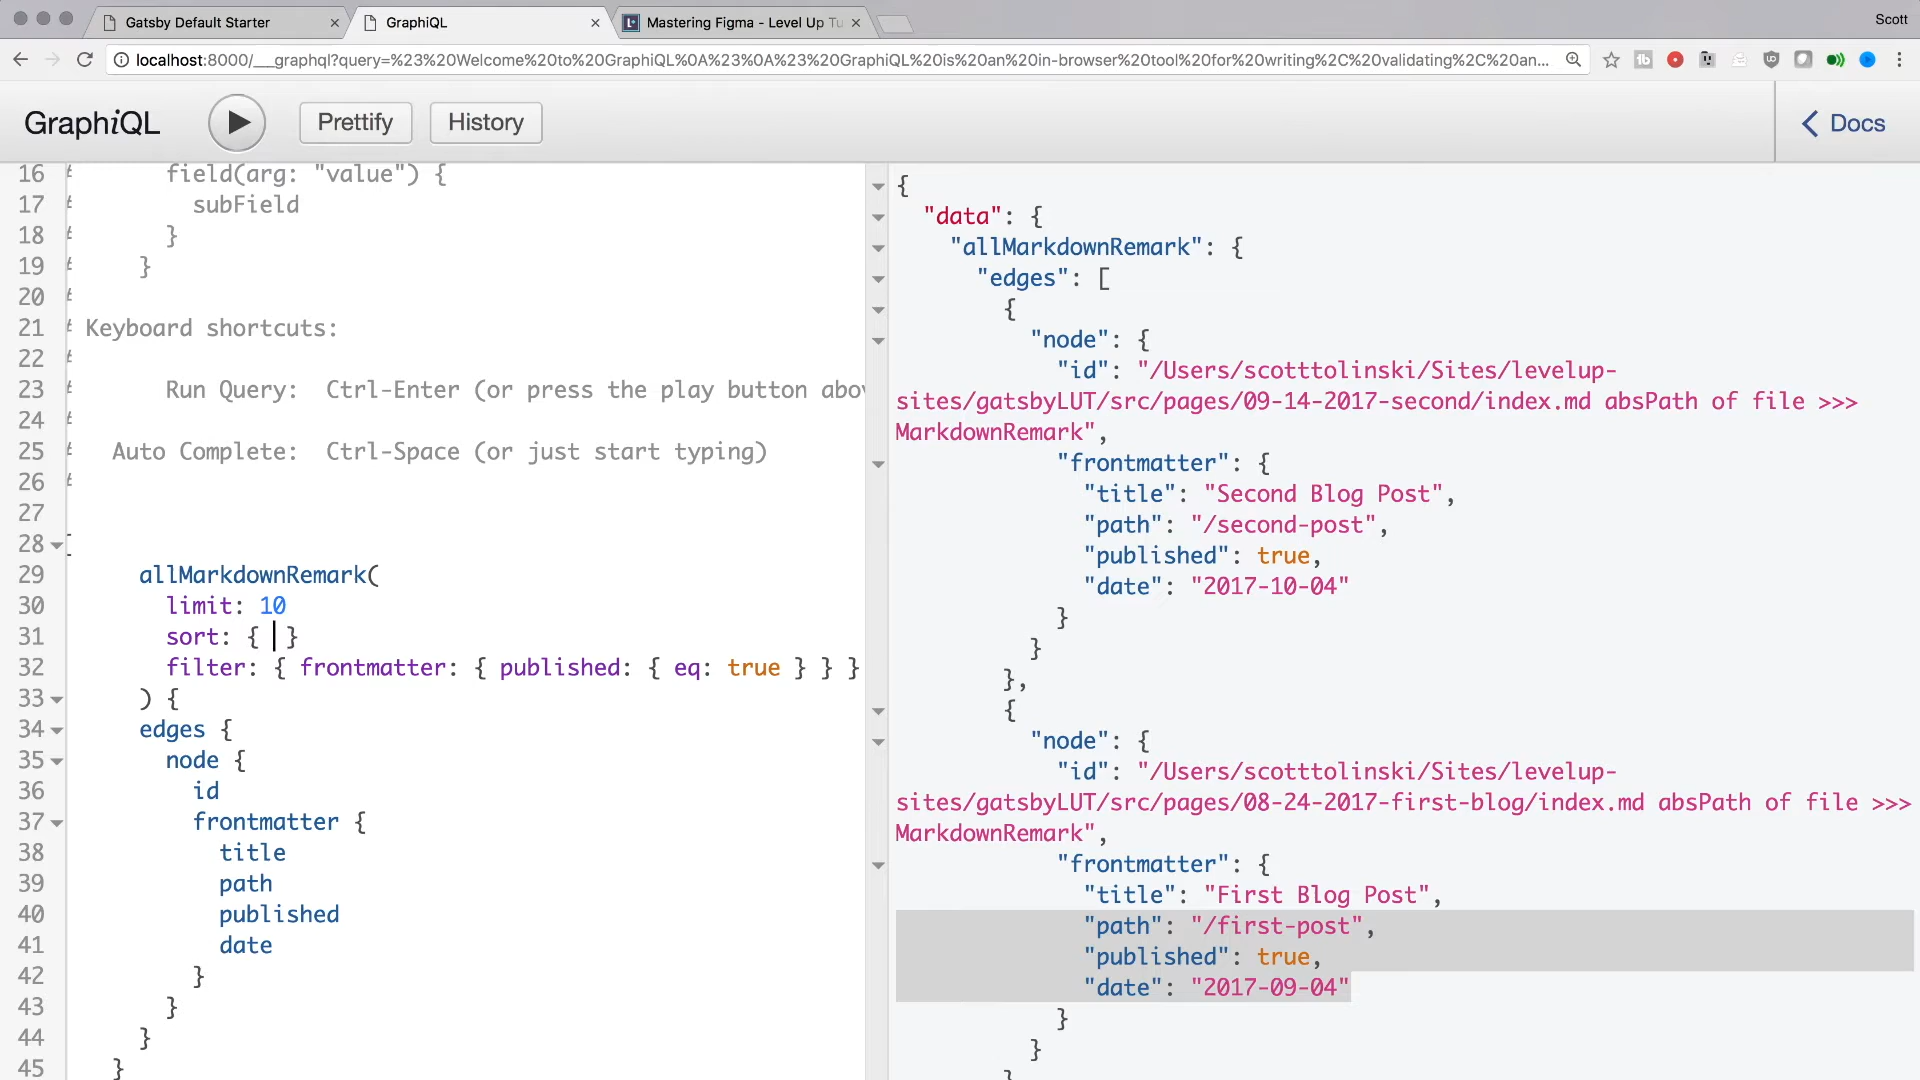 Gatsby Default Starter
GraphiQL
Mastering Figma - Level Up Tu
Scott
localhost:8000/___graphql?query=%23%20Welcome%20to%20GraphiQL%0A%23%0A%23%20GraphiQL%20is%20an%20in-browser%20tool%20for%20writing%2C%20validating%2C%20an...
GraphiQL
Prettify
History
Docs
16 field(arg: "value") {
17 subField
18 }
19 }
20
21 Keyboard shortcuts:
22
23 Run Query: Ctrl-Enter (or press the play button abov
24
25 Auto Complete: Ctrl-Space (or just start typing)
26
27
28
29 allMarkdownRemark(
30 limit: 10
31 sort: { }
32 filter: { frontmatter: { published: { eq: true } } }
33 ) {
34 edges {
35 node {
36 id
37 frontmatter {
38 title
39 path
40 published
41 date
42 }
43 }
44 }
45 }
{
"data": {
"allMarkdownRemark": {
"edges": [
{
"node": {
"id": "/Users/scotttolinski/Sites/levelup-
sites/gatsbyLUT/src/pages/09-14-2017-second/index.md absPath of file >>>
MarkdownRemark",
"frontmatter": {
"title": "Second Blog Post",
"path": "/second-post",
"published": true,
"date": "2017-10-04"
}
}
},
{
"node": {
"id": "/Users/scotttolinski/Sites/levelup-
sites/gatsbyLUT/src/pages/08-24-2017-first-blog/index.md absPath of file >>>
MarkdownRemark",
"frontmatter": {
"title": "First Blog Post",
"path": "/first-post",
"published": true,
"date": "2017-09-04"
}
}